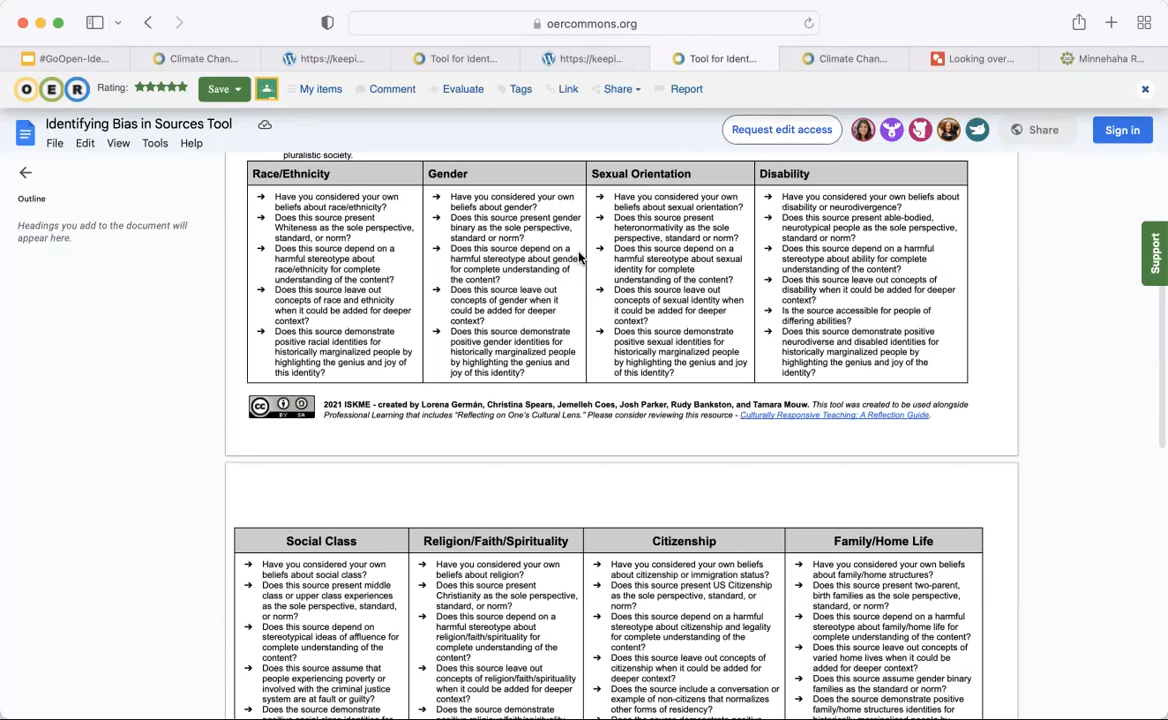 oercommons.org
#GoOpen-Ide...
Climate Chan...
https://keepi...
Tool for Ident...
https://keepi...
Tool for Ident...
Climate Chan...
Looking over...
Minnehaha R...
O E R Rating: Save My items Comment Evaluate Tags Link Share Report
Identifying Bias in Sources Tool
File Edit View Tools Help
Request edit access
Share
Sign in
Outline
Headings you add to the document will
appear here.
Support
pluralistic society.
Race/Ethnicity
➔ Have you considered your own
beliefs about race/ethnicity?
➔ Does this source present
Whiteness as the sole perspective,
standard, or norm?
➔ Does this source depend on a
harmful stereotype about
race/ethnicity for complete
understanding of the content?
➔ Does this source leave out
concepts of race and ethnicity
when it could be added for deeper
context?
➔ Does this source demonstrate
positive racial identities for
historically marginalized people by
highlighting the genius and joy of
this identity?
Gender
➔ Have you considered your own
beliefs about gender?
➔ Does this source present gender
binary as the sole perspective,
standard or norm?
➔ Does this source depend on a
harmful stereotype about gender
for complete understanding of
the content?
➔ Does this source leave out
concepts of gender when it
could be added for deeper
context?
➔ Does this source demonstrate
positive gender identities for
historically marginalized people
by highlighting the genius and
joy of this identity?
Sexual Orientation
➔ Have you considered your own
beliefs about sexual orientation?
➔ Does this source present
heteronormativity as the sole
perspective, standard or norm?
➔ Does this source depend on a
harmful stereotype about sexual
identity for complete
understanding of the content?
➔ Does this source leave out
concepts of sexual identity when
it could be added for deeper
context?
➔ Does this source demonstrate
positive sexual identities for
historically marginalized people
by highlighting the genius and joy
of this identity?
Disability
➔ Have you considered your own beliefs about
disability or neurodivergence?
➔ Does this source present able-bodied,
neurotypical people as the sole perspective,
standard or norm?
➔ Does this source depend on a harmful
stereotype about ability for complete
understanding of the content?
➔ Does this source leave out concepts of
disability when it could be added for deeper
context?
➔ Is the source accessible for people of
differing abilities?
➔ Does this source demonstrate positive
neurodiverse and disabled identities for
historically marginalized people by
highlighting the genius and joy of the
identity?
cc BY SA
2021 ISKME - created by Lorena Germán, Christina Spears, Jemelleh Coes, Josh Parker, Rudy Bankston, and Tamara Mouw. This tool was created to be used alongside
Professional Learning that includes “Reflecting on One’s Cultural Lens.” Please consider reviewing this resource - Culturally Responsive Teaching: A Reflection Guide.
Social Class
➔ Have you considered your own
beliefs about social class?
➔ Does this source present middle
class or upper class experiences
as the sole perspective, standard,
or norm?
➔ Does this source depend on
stereotypical ideas of affluence for
complete understanding of the
content?
➔ Does this source assume that
people experiencing poverty or
involved with the criminal justice
system are at fault or guilty?
➔ Does the source demonstrate
Religion/Faith/Spirituality
➔ Have you considered your own
beliefs about religion?
➔ Does this source present
Christianity as the sole perspective,
standard, or norm?
➔ Does this source depend on a
harmful stereotype about
religion/faith/spirituality for
complete understanding of the
content?
➔ Does this source leave out
concepts of religion/faith/spirituality
when it could be added for deeper
context?
➔ Does this source demonstrate
Citizenship
➔ Have you considered your own beliefs
about citizenship or immigration status?
➔ Does this source present US Citizenship
as the sole perspective, standard, or
norm?
➔ Does this source depend on a harmful
stereotype about citizenship and legality
for complete understanding of the
content?
➔ Does this source leave out concepts of
citizenship when it could be added for
deeper context?
➔ Does the source include a conversation or
example of non-citizens that normalizes
other forms of residency?
Family/Home Life
➔ Have you considered your own beliefs
about family/home structures?
➔ Does this source present two-parent,
birth families as the sole perspective,
standard, or norm?
➔ Does this source depend on a harmful
stereotype about family/home life for
complete understanding of the content?
➔ Does this source leave out concepts of
varied home lives when it could be
added for deeper context?
➔ Does this source assume gender binary
families as the standard or norm?
➔ Does the source demonstrate positive
family/home structures identities for